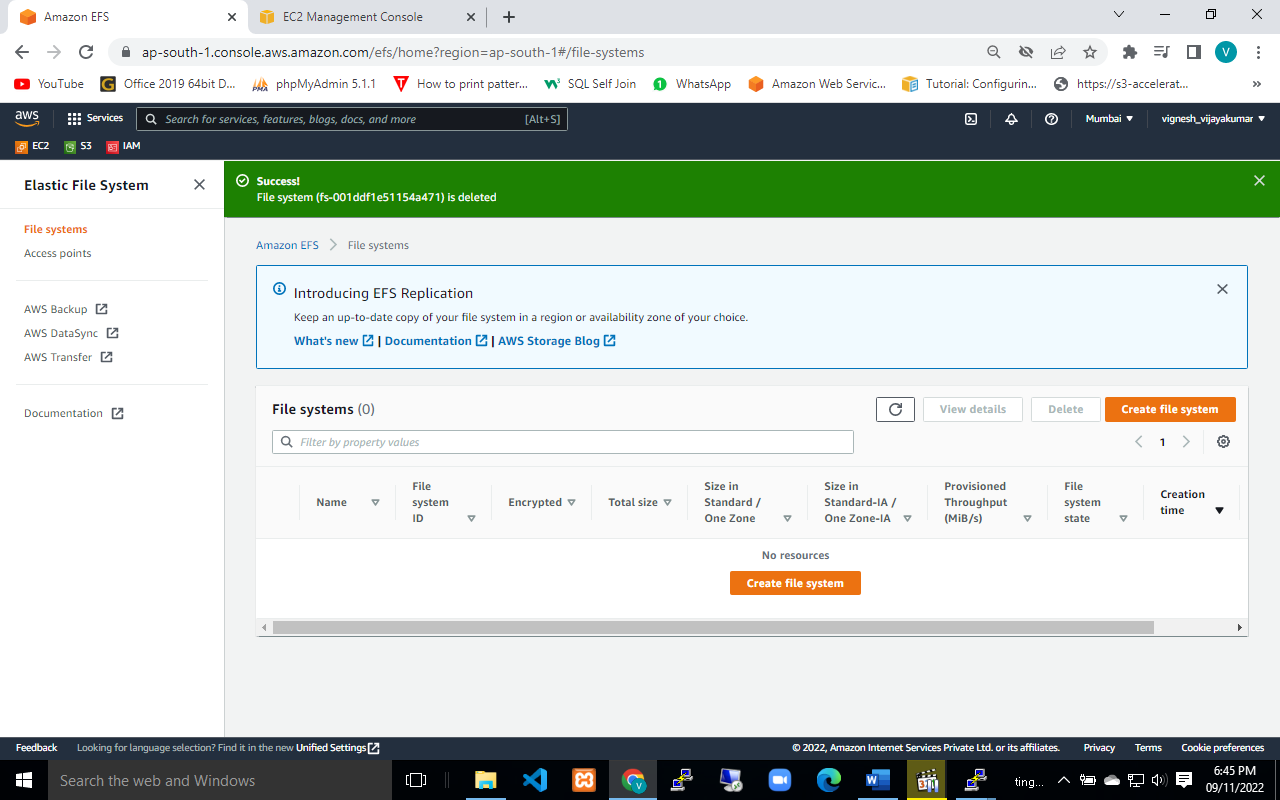 Amazon EFS
EC2 Management Console
ap-south-1.console.aws.amazon.com/efs/home?region=ap-south-1#/file-systems
V
YouTube
Office 2019 64bit D...
phpMyAdmin 5.1.1
How to print patter...
SQL Self Join
1
WhatsApp
Amazon Web Servic...
Tutorial: Configurin...
https://s3-accelerat...
»
aws
Services
Search for services, features, blogs, docs, and more
[Alt+S]
Mumbai
vignesh_vijayakumar
EC2
S3
IAM
Elastic File System
File systems
Access points
AWS Backup
AWS DataSync
AWS Transfer
Documentation
Success!
File system (fs-001ddf1e51154a471) is deleted
Amazon EFS
File systems
Introducing EFS Replication
Keep an up-to-date copy of your file system in a region or availability zone of your choice.
What's new | Documentation | AWS Storage Blog
File systems (0)
View details
Delete
Create file system
Filter by property values
1
Name
File system ID
Encrypted
Total size
Size in Standard / One Zone
Size in Standard-IA / One Zone-IA
Provisioned Throughput (MiB/s)
File system state
Creation time
No resources
Create file system
Feedback
Looking for language selection? Find it in the new Unified Settings
© 2022, Amazon Internet Services Private Ltd. or its affiliates.
Privacy
Terms
Cookie preferences
Search the web and Windows
ting...
6:45 PM
09/11/2022